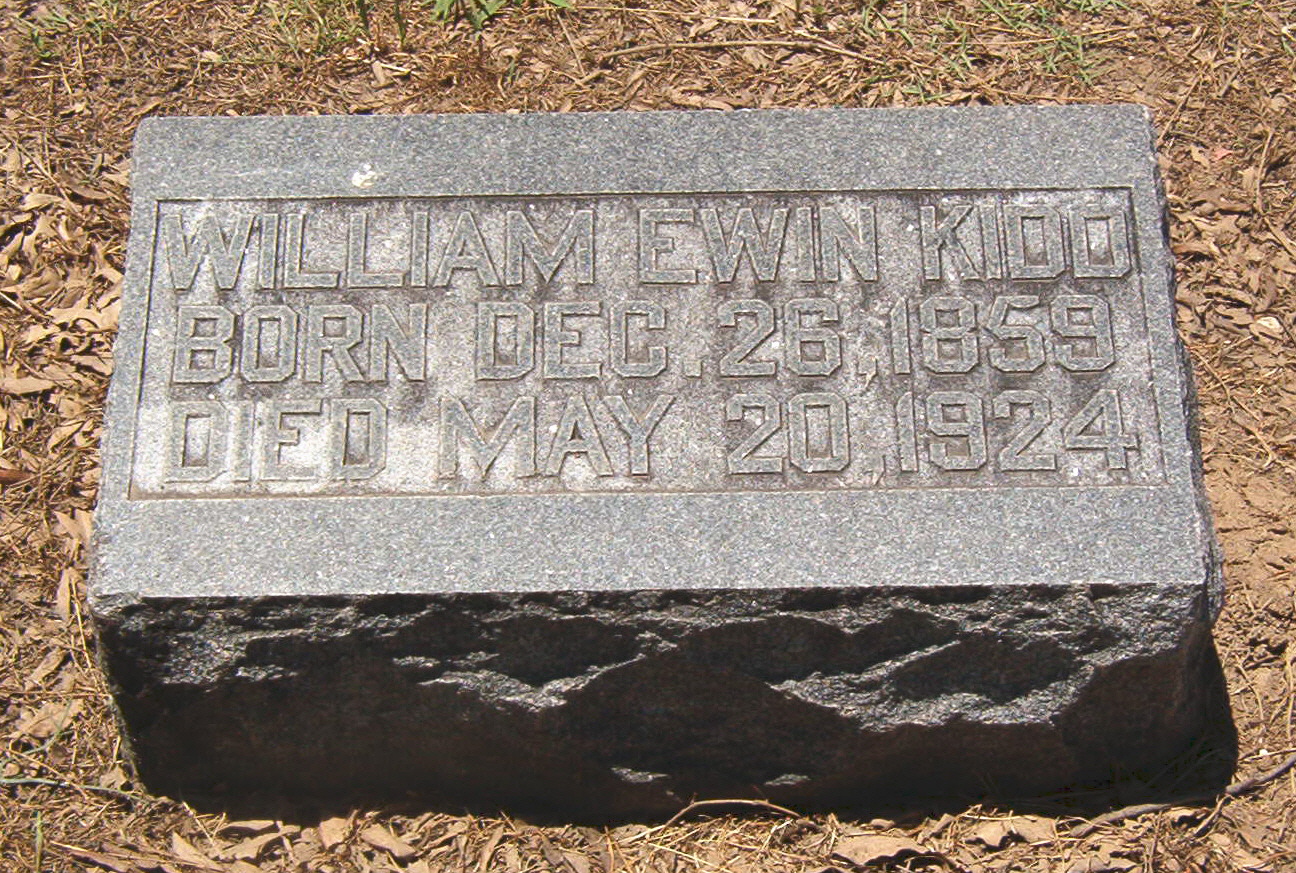 WILLIAM EWIN KIDD
BORN DEC. 26, 1859
DIED MAY 20, 1924